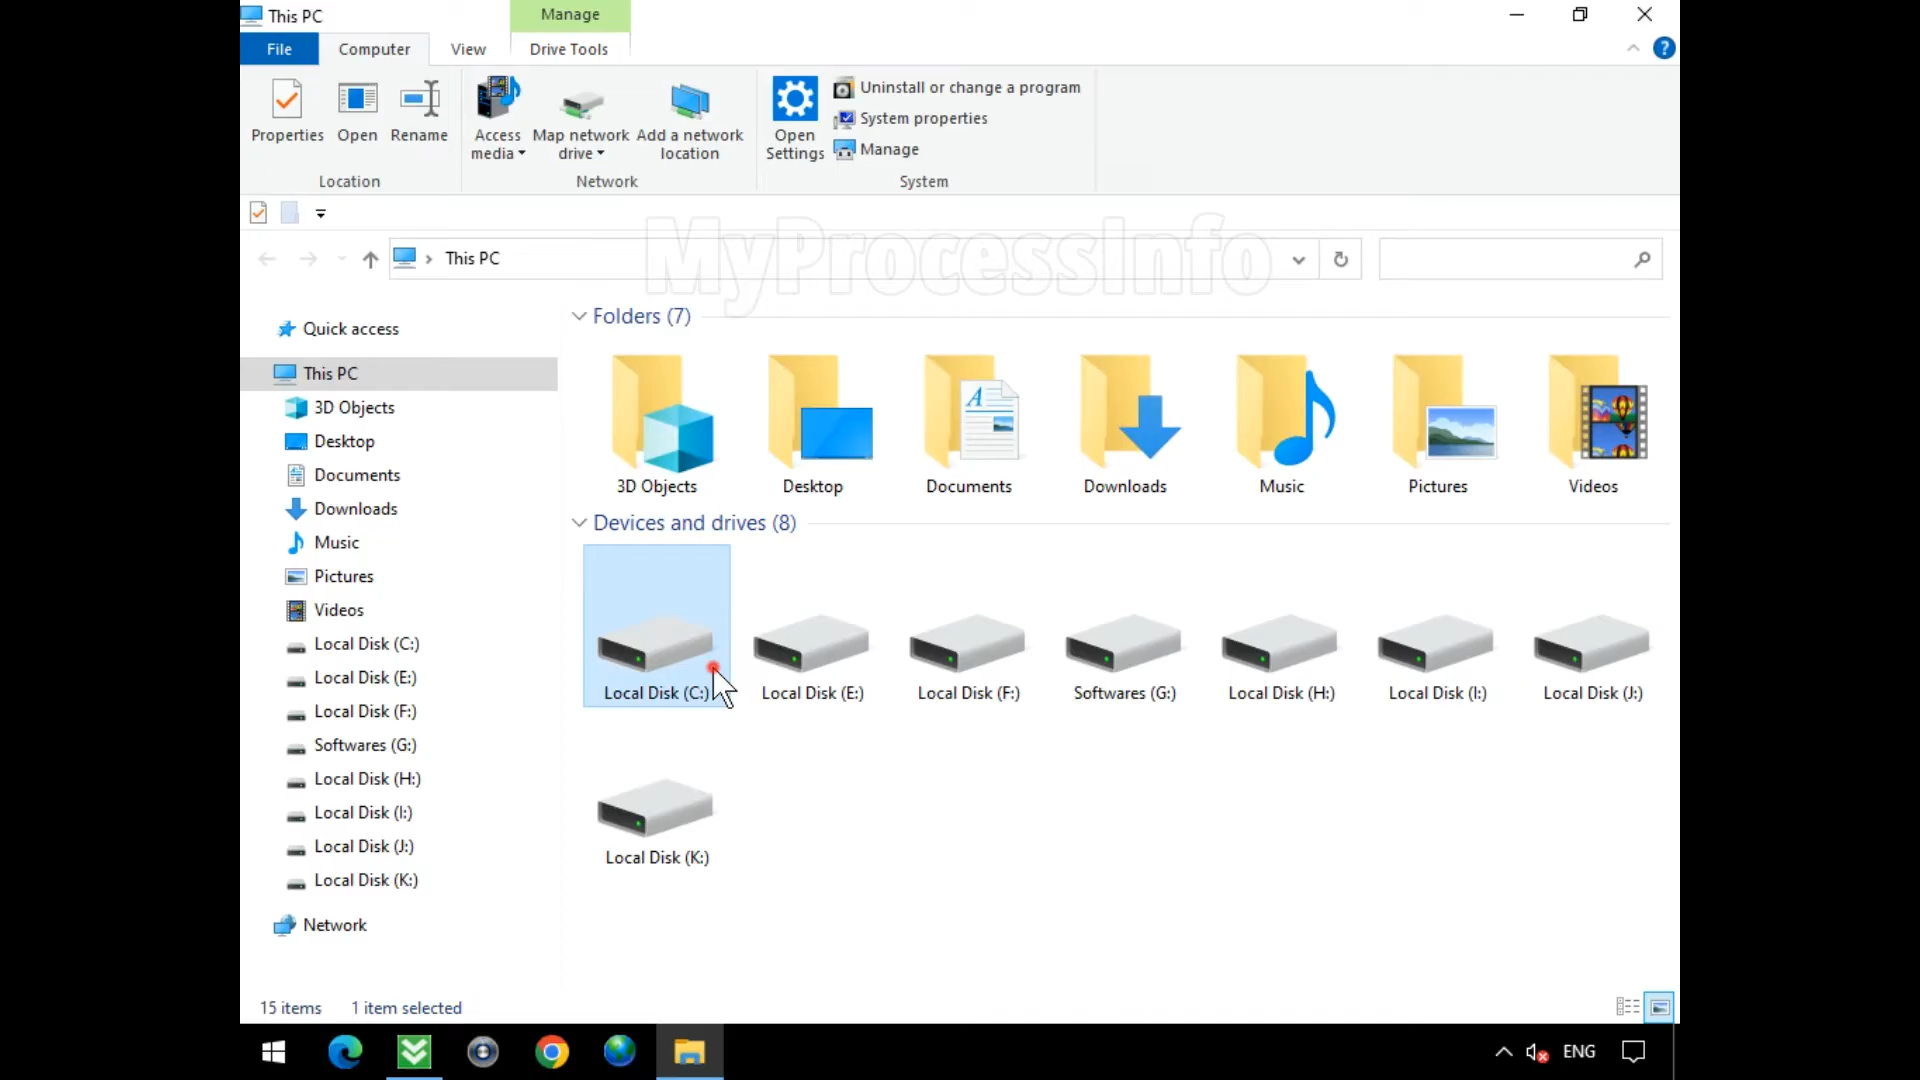 This PC
Manage
File
Computer
View
Drive Tools
Properties
Open
Rename
Access media
Map network drive
Add a network location
Open Settings
Uninstall or change a program
System properties
Manage
Location
Network
System
MyProcessInfo
This PC
Quick access
This PC
3D Objects
Desktop
Documents
Downloads
Music
Pictures
Videos
Local Disk (C:)
Local Disk (E:)
Local Disk (F:)
Softwares (G:)
Local Disk (H:)
Local Disk (I:)
Local Disk (J:)
Local Disk (K:)
Network
Folders (7)
3D Objects
Desktop
Documents
Downloads
Music
Pictures
Videos
Devices and drives (8)
Local Disk (C:)
Local Disk (E:)
Local Disk (F:)
Softwares (G:)
Local Disk (H:)
Local Disk (I:)
Local Disk (J:)
Local Disk (K:)
15 items
1 item selected
ENG